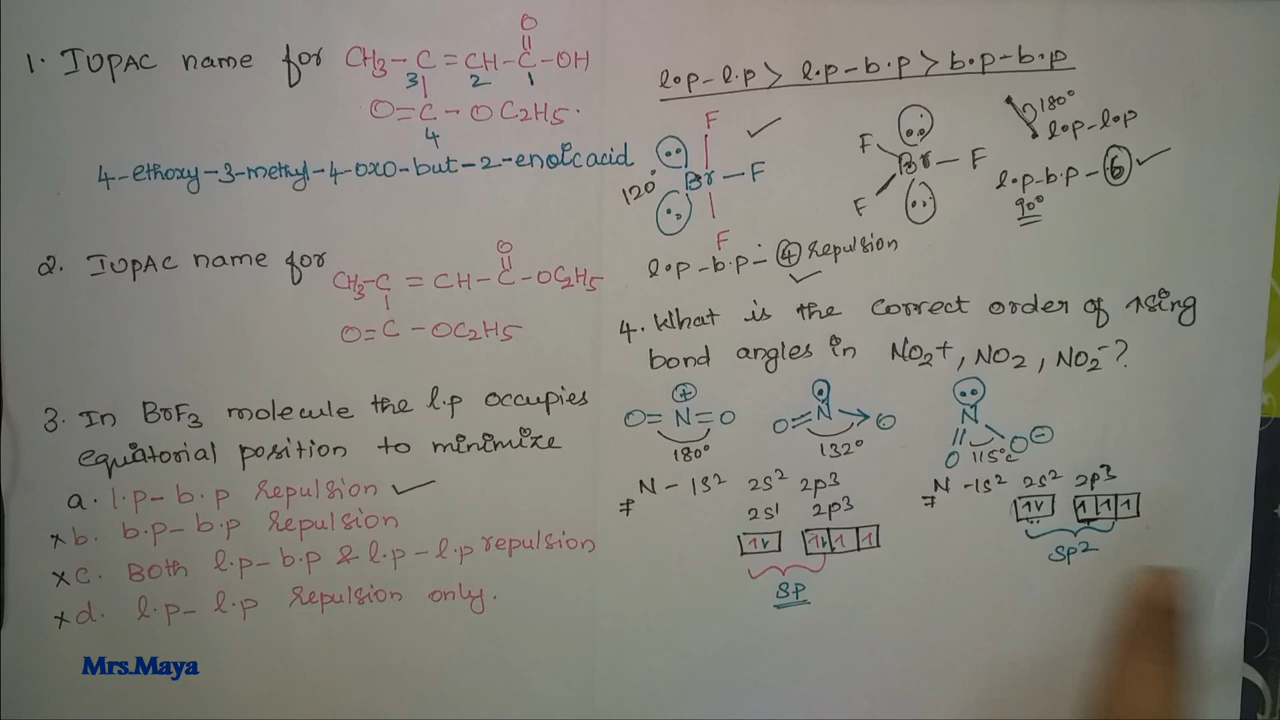 1. IUPAC name for CH3-C=CH-C-OH
O
3 2 1
O=C-OC2H5.
4
4-ethoxy-3-methyl-4-oxo-but-2-enoicacid
2. IUPAC name for
O
CH3-C=CH-C-OC2H5
O=C-OC2H5
3. In BrF3 molecule the l.p occupies
equatorial position to minimize
a. l.p-b.p repulsion ✓
×b. b.p-b.p repulsion
×c. Both l.p-b.p & l.p-l.p repulsion
×d. l.p-l.p repulsion only.
Mrs.Maya
l.p-l.p > l.p-b.p > b.p-b.p
F
Br-F
120°
F
l.p-b.p-④ repulsion
F
Br-F
F
180°
lop-lop
l.p-b.p-⑥
90°
4. What is the correct order of rising
bond angles in NO2+, NO2, NO2-?
+
O=N=O
180°
O=N→O
132°
N
O O-
115°
N-1s2 2s2 2p3
2s1 2p3
sp
N-1s2 2s2 2p3
sp2